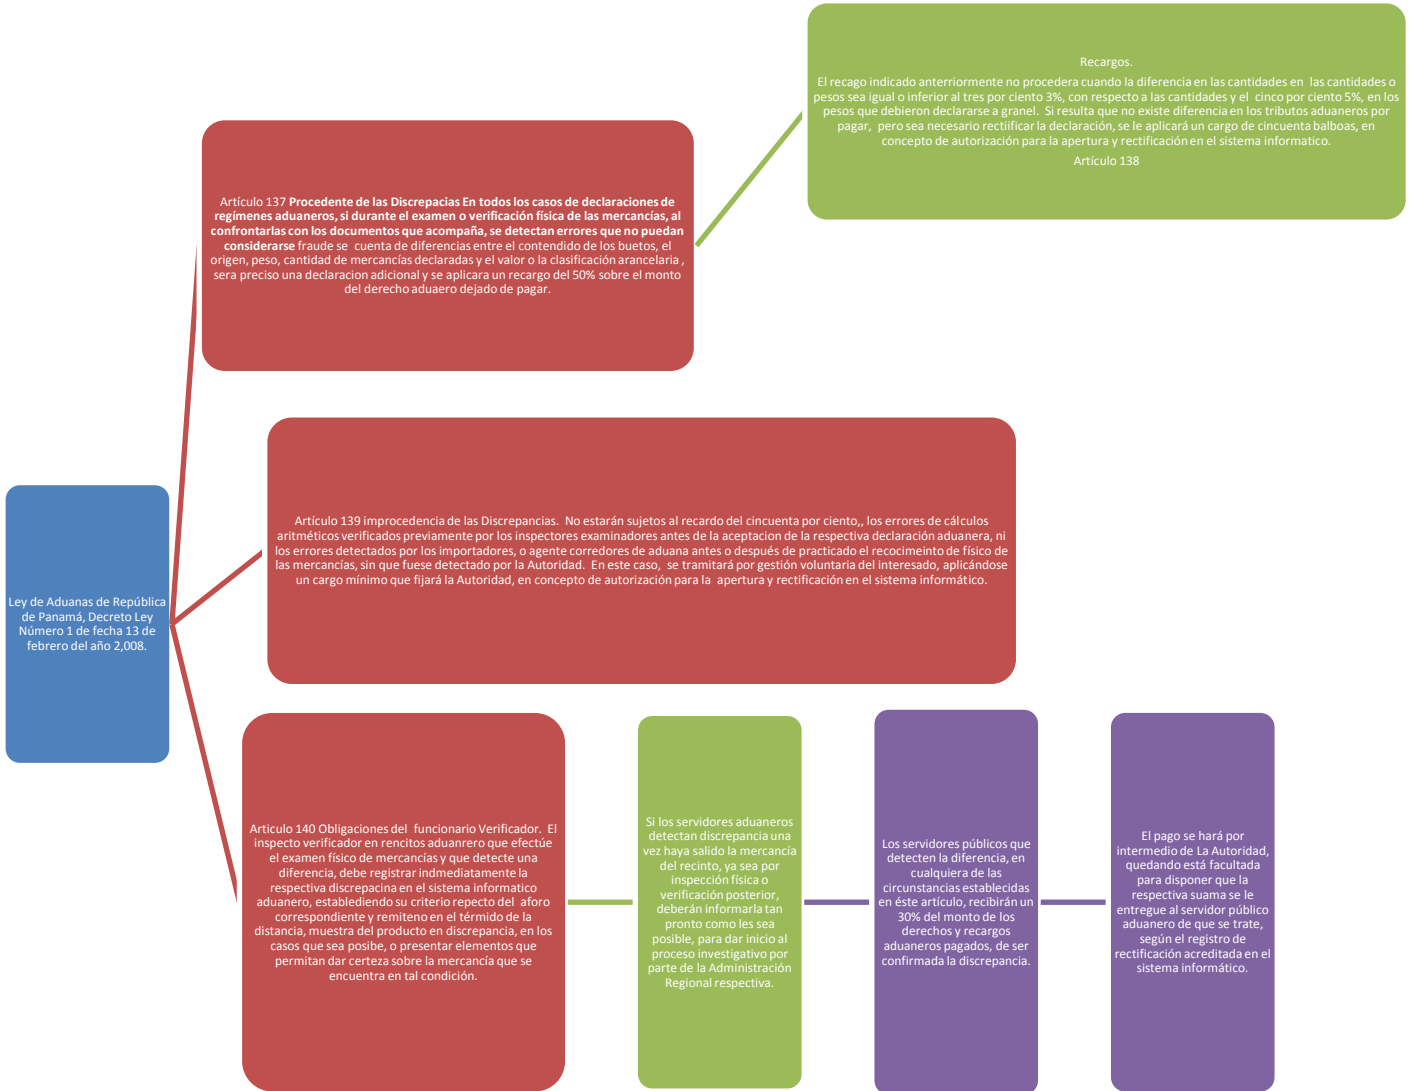 Recargos.
El recago indicado anterriormente no procedera cuando la diferencia en las cantidades en  las cantidades o
pesos sea igual o inferior al tres por ciento 3%, con respecto a las cantidades y el  cinco por ciento 5%, en los
pesos que debieron declararse a granel.  Si resulta que no existe diferencia en los tributos aduaneros por
pagar,  pero sea necesario rectiificar la declaración, se le aplicará un cargo de cincuenta balboas, en
concepto de autorización para la apertura y rectificación en el sistema informatico.
Artículo 138
Artículo 137 Procedente de las Discrepacias En todos los casos de declaraciones de
regímenes aduaneros, si durante el examen o verificación física de las mercancías, al
confrontarlas con los documentos que acompaña, se detectan errores que no puedan
considerarse fraude se  cuenta de diferencias entre el contendido de los buetos, el
origen, peso, cantidad de mercancías declaradas y el valor o la clasificación arancelaria ,
sera preciso una declaracion adicional y se aplicara un recargo del 50% sobre el monto
del derecho aduaero dejado de pagar.
Artículo 139 improcedencia de las Discrepancias.  No estarán sujetos al recardo del cincuenta por ciento,, los errores de cálculos
aritméticos verificados previamente por los inspectores examinadores antes de la aceptacion de la respectiva declaración aduanera, ni
los errores detectados por los importadores, o agente corredores de aduana antes o después de practicado el recocimeinto de físico de
las mercancías, sin que fuese detectado por la Autoridad.  En este caso,  se tramitará por gestión voluntaria del interesado, aplicándose
un cargo mínimo que fijará la Autoridad, en concepto de autorización para la  apertura y rectificación en el sistema informático.
Ley de Aduanas de República
de Panamá, Decreto Ley
Número 1 de fecha 13 de
febrero del año 2,008.
Articulo 140 Obligaciones del  funcionario Verificador.  El
inspecto verificador en rencitos aduanrero que efectúe
el examen físico de mercancías y que detecte una
diferencia, debe registrar indmediatamente la
respectiva discrepacina en el sistema informatico
aduanero, establediendo su criterio repecto del  aforo
correspondiente y remiteno en el térmido de la
distancia, muestra del producto en discrepancia, en los
casos que sea posibe, o presentar elementos que
permitan dar certeza sobre la mercancía que se
encuentra en tal condición.
Si los servidores aduaneros
detectan discrepancia una
vez haya salido la mercancía
del recinto, ya sea por
inspección física o
verificación posterior,
deberán informarla tan
pronto como les sea
posible, para dar inicio al
proceso investigativo por
parte de la Administración
Regional respectiva.
Los servidores públicos que
detecten la diferencia, en
cualquiera de las
circunstancias establecidas
en éste artículo, recibirán un
30% del monto de los
derechos y recargos
aduaneros pagados, de ser
confirmada la discrepancia.
El pago se hará por
intermedio de La Autoridad,
quedando está facultada
para disponer que la
respectiva suama se le
entregue al servidor público
aduanero de que se trate,
según el registro de
rectificación acreditada en el
sistema informático.